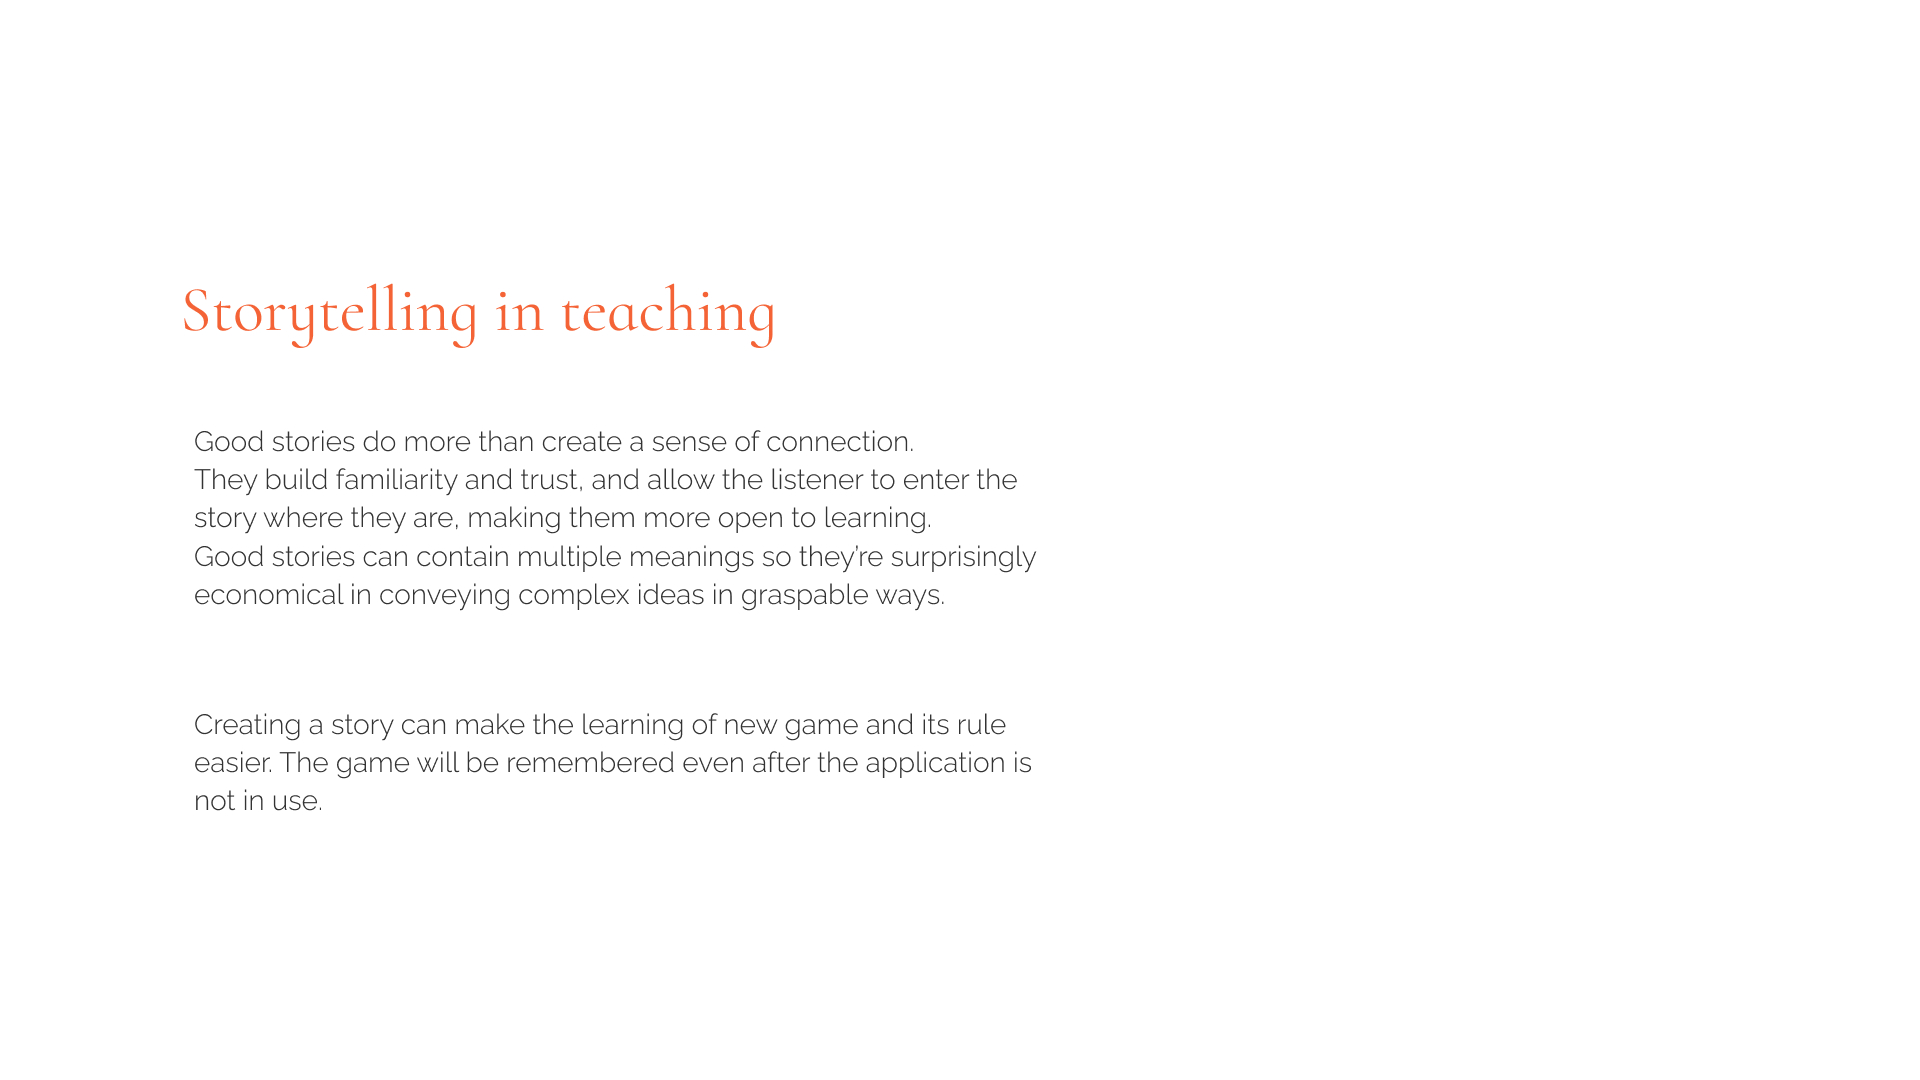 Storytelling in teaching
Good stories do more than create a sense of connection.
They build familiarity and trust, and allow the listener to enter the
story where they are, making them more open to learning.
Good stories can contain multiple meanings so they’re surprisingly
economical in conveying complex ideas in graspable ways.
Creating a story can make the learning of new game and its rule
easier. The game will be remembered even after the application is
not in use.